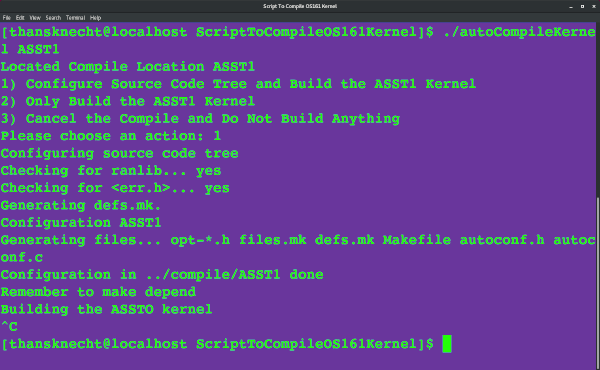 Script To Compile OS161 Kernel
File Edit View Search Terminal Help
[thansknecht@localhost ScriptToCompileOS161Kernel]$ ./autoCompileKerne
l ASST1
Located Compile Location ASST1
1) Configure Source Code Tree and Build the ASST1 Kernel
2) Only Build the ASST1 Kernel
3) Cancel the Compile and Do Not Build Anything
Please choose an action: 1
Configuring source code tree
Checking for ranlib... yes
Checking for <err.h>... yes
Generating defs.mk.
Configuration ASST1
Generating files... opt-*.h files.mk defs.mk Makefile autoconf.h autoc
onf.c
Configuration in ../compile/ASST1 done
Remember to make depend
Building the ASSTO kernel
^C
[thansknecht@localhost ScriptToCompileOS161Kernel]$